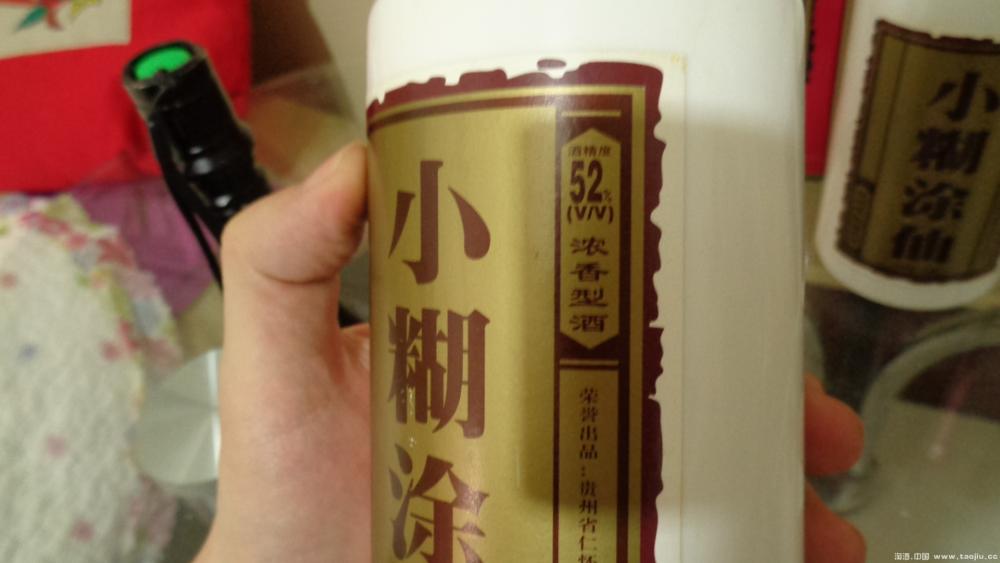 小糊涂
酒精度
52%
(V/V)
浓香型酒
荣誉出品：贵州省仁怀
小糊涂仙
淘酒.中国 www.taojiu.cc